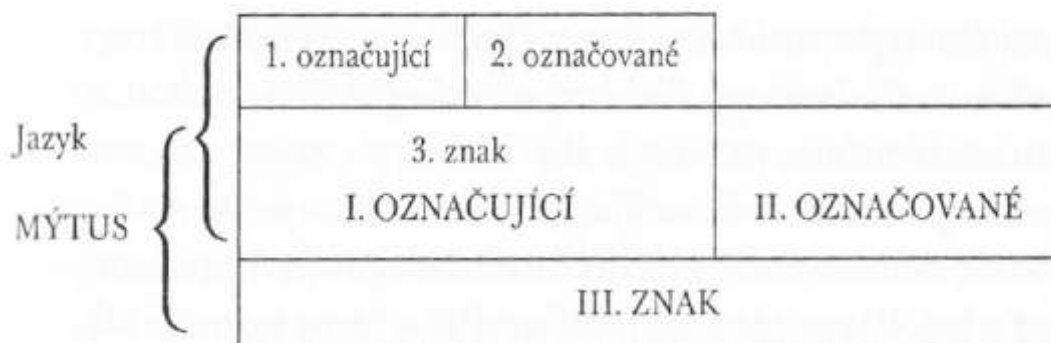 1. označující 2. označované
Jazyk
3. znak
MÝTUS
I. OZNAČUJÍCÍ II. OZNAČOVANÉ
III. ZNAK